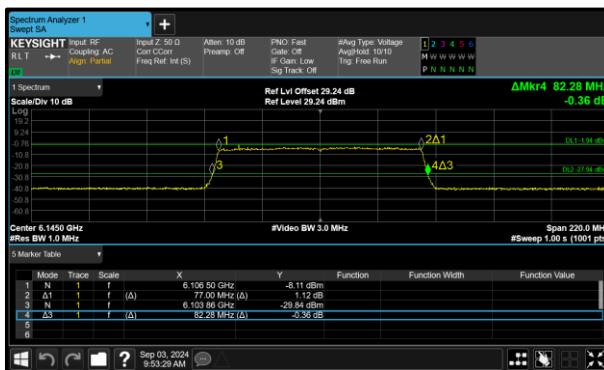 Spectrum Analyzer 1
Swept SA
KEYSIGHT Input: RF Input Z: 50 Ω Atten: 10 dB PNO: Fast #Avg Type: Voltage 1 2 3 4 5 6
RLT Coupling: AC Corr CCorr Preamp: Off Gate: Off Avg|Hold: 10/10 M W W W W W
Align: Partial Freq Ref: Int (S) IF Gain: Low Trig: Free Run
Sig Track: Off P N N N N N
LW
1 Spectrum
Ref Lvl Offset 29.24 dB ΔMkr4 82.28 MHz
Scale/Div 10 dB Ref Level 29.24 dBm -0.36 dB
Log
19.2
9.24
-0.76
-10.8
-20.8
-30.8
-40.8
-50.8
-60.8
1
2Δ1
DL1 -1.94 dB
3
4Δ3
DL2 -27.94 dB
Center 6.1450 GHz #Video BW 3.0 MHz Span 220.0 MHz
#Res BW 1.0 MHz #Sweep 1.00 s (1001 pts
5 Marker Table
Mode Trace Scale X Y Function Function Width Function Value
1 N 1 f 6.106 50 GHz -8.11 dBm
2 Δ1 1 f (Δ) 77.00 MHz (Δ) 1.12 dB
3 N 1 f 6.103 86 GHz -29.84 dBm
4 Δ3 1 f (Δ) 82.28 MHz (Δ) -0.36 dB
5
6
?
Sep 03, 2024
9:53:29 AM